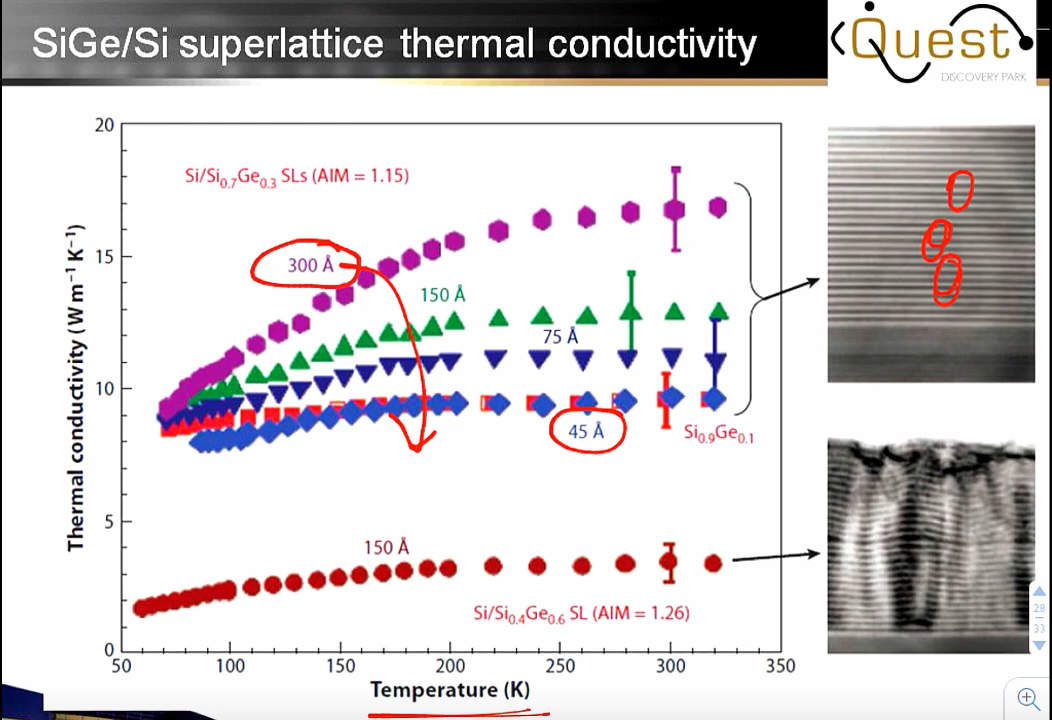 SiGe/Si superlattice thermal conductivity
Quest
DISCOVERY PARK
20
15
10
5
0
Thermal conductivity (W m⁻¹ K⁻¹)
Si/Si₀.₇Ge₀.₃ SLs (AIM = 1.15)
300 Å
150 Å
75 Å
45 Å
Si₀.₉Ge₀.₁
150 Å
Si/Si₀.₄Ge₀.₆ SL (AIM = 1.26)
50 100 150 200 250 300 350
Temperature (K)
28
33